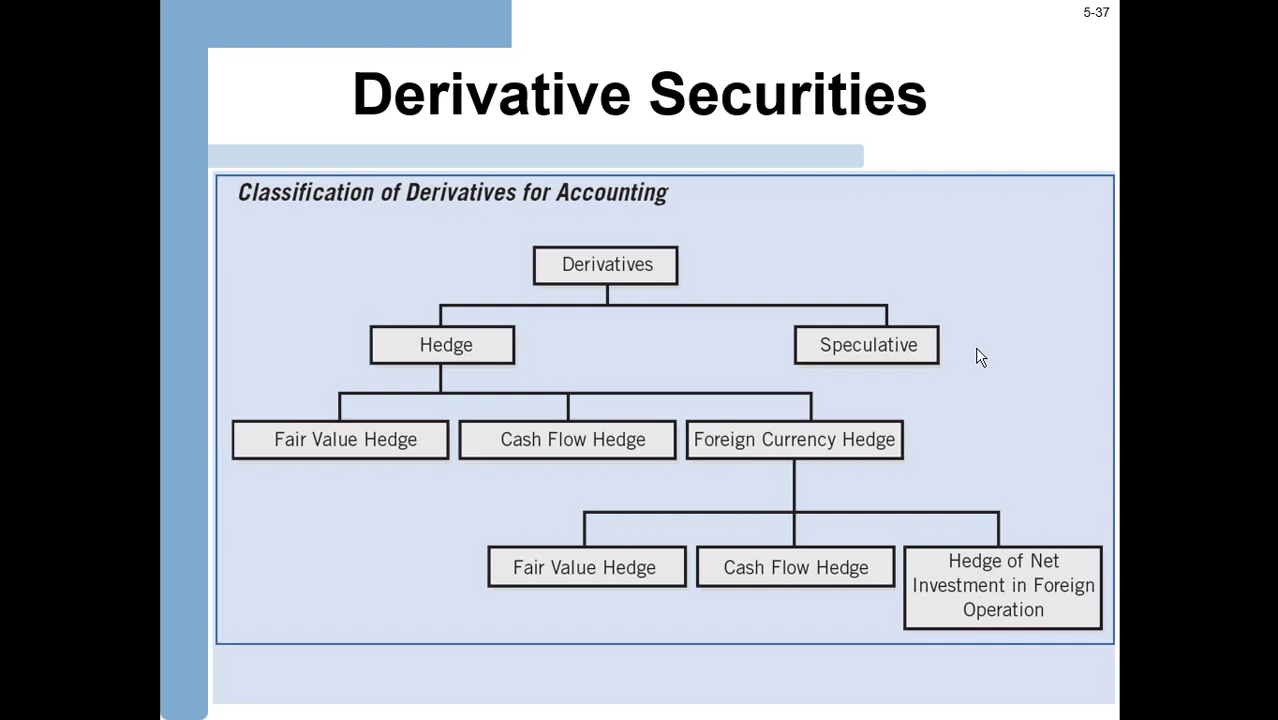 5-37
Derivative Securities
Classification of Derivatives for Accounting
Derivatives
Hedge
Speculative
Fair Value Hedge
Cash Flow Hedge
Foreign Currency Hedge
Fair Value Hedge
Cash Flow Hedge
Hedge of Net
Investment in Foreign
Operation